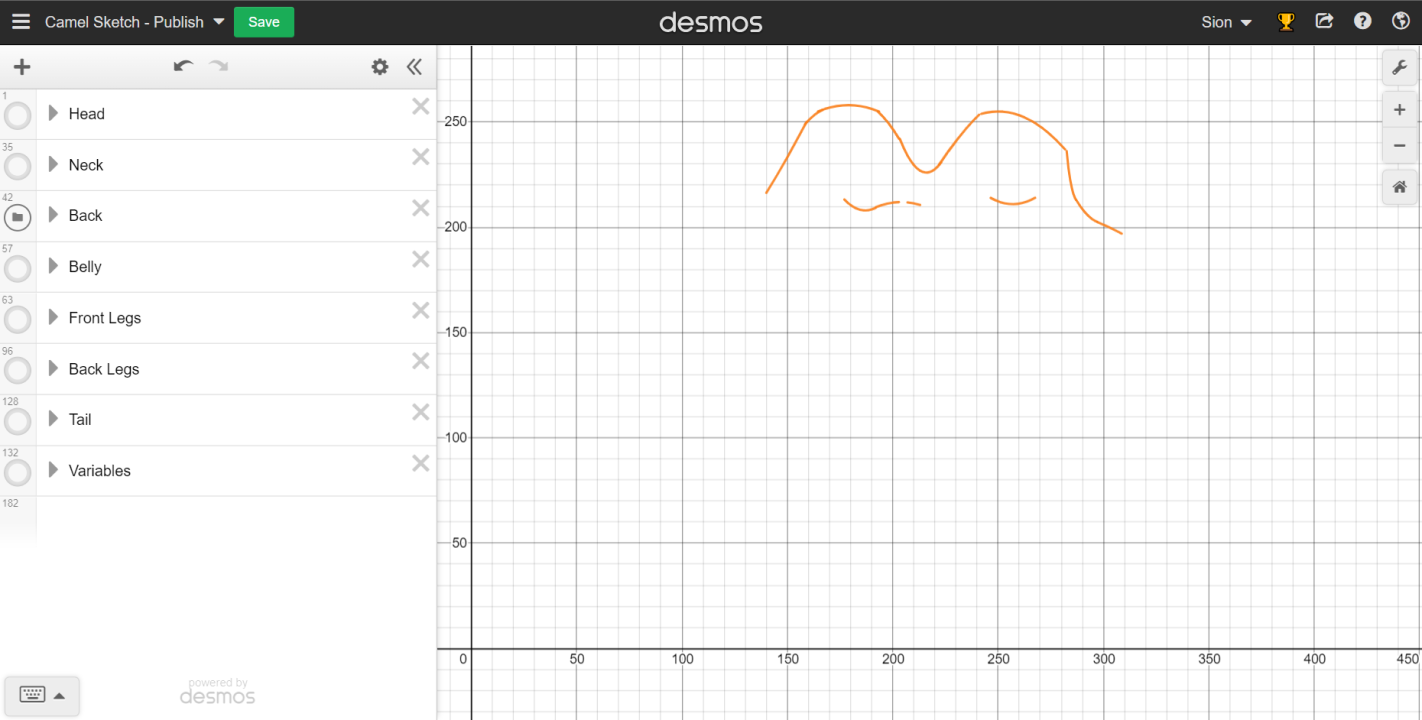 Camel Sketch - Publish Save desmos Sion
1 Head
35 Neck
42 Back
57 Belly
63 Front Legs
96 Back Legs
128 Tail
132 Variables
182
powered by
desmos
250
200
150
100
50
0 50 100 150 200 250 300 350 400 450